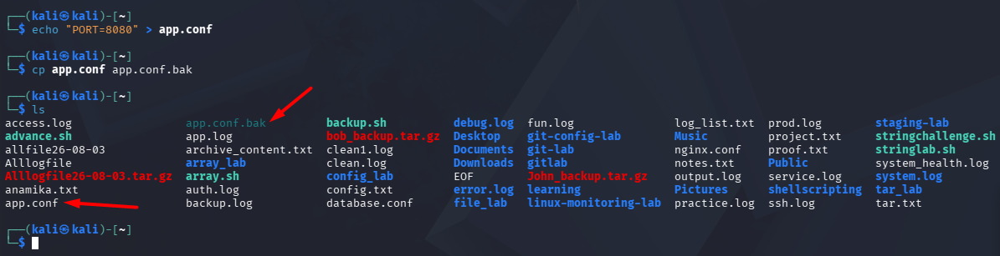 ┌──(kali㉿kali)-[~]
└─$ echo "PORT=8080" > app.conf
┌──(kali㉿kali)-[~]
└─$ cp app.conf app.conf.bak
┌──(kali㉿kali)-[~]
└─$ ls
access.log app.conf.bak backup.sh debug.log fun.log log_list.txt prod.log staging-lab
advance.sh app.log bob_backup.tar.gz Desktop git-config-lab Music project.txt stringchallenge.sh
allfile26-08-03 archive_content.txt clean1.log Documents git-lab nginx.conf proof.txt stringlab.sh
Alllogfile array_lab clean.log Downloads gitlab notes.txt Public system_health.log
Alllogfile26-08-03.tar.gz array.sh config_lab EOF John_backup.tar.gz output.log service.log system.log
anamika.txt auth.log config.txt error.log learning Pictures shellscripting tar_lab
app.conf backup.log database.conf file_lab linux-monitoring-lab practice.log ssh.log tar.txt
┌──(kali㉿kali)-[~]
└─$